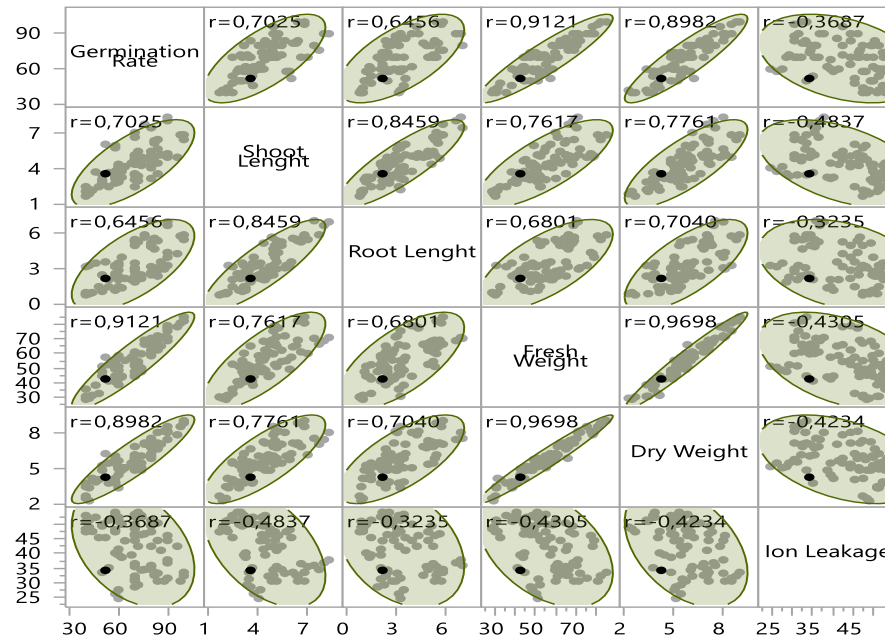 90
60
30
Germination
Rate
r=0,7025
r=0,6456
r=0,9121
r=0,8982
r=-0,3687
7
4
1
r=0,7025
Shoot
Lenght
r=0,8459
r=0,7617
r=0,7761
r=-0,4837
6
3
0
r=0,6456
r=0,8459
Root Lenght
r=0,6801
r=0,7040
r=-0,3235
70
60
50
40
30
r=0,9121
r=0,7617
r=0,6801
Fresh
Weight
r=0,9698
r=-0,4305
8
5
2
r=0,8982
r=0,7761
r=0,7040
r=0,9698
Dry Weight
r=-0,4234
45
40
35
30
25
r=-0,3687
r=-0,4837
r=-0,3235
r=-0,4305
r=-0,4234
Ion Leakage
30 60 90 1 4 7 0 3 6 30 50 70 2 5 8 25 35 45